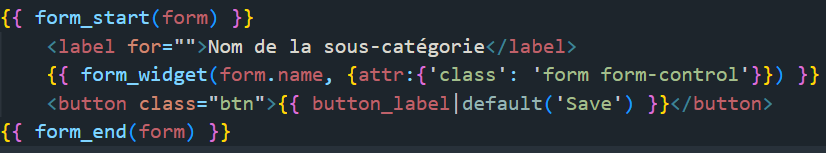 {{ form_start(form) }}
<label for="">Nom de la sous-catégorie</label>
{{ form_widget(form.name, {attr:{'class': 'form form-control'}}) }}
<button class="btn">{{ button_label|default('Save') }}</button>
{{ form_end(form) }}